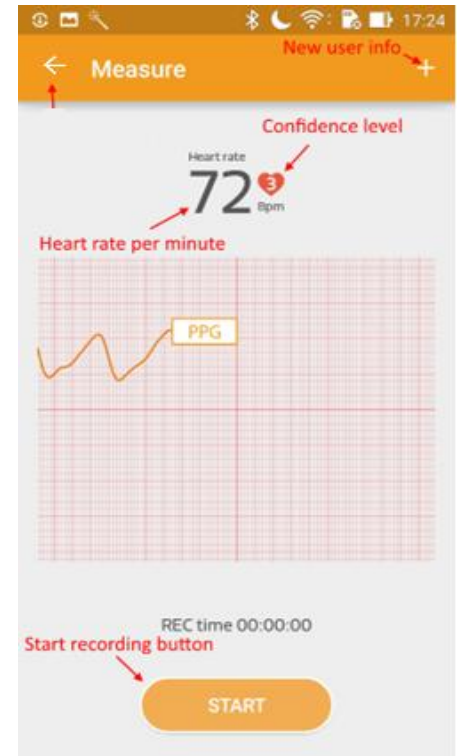 17:24
New user info
Measure
Confidence level
Heart rate
72
3
Bpm
Heart rate per minute
PPG
REC time 00:00:00
Start recording button
START